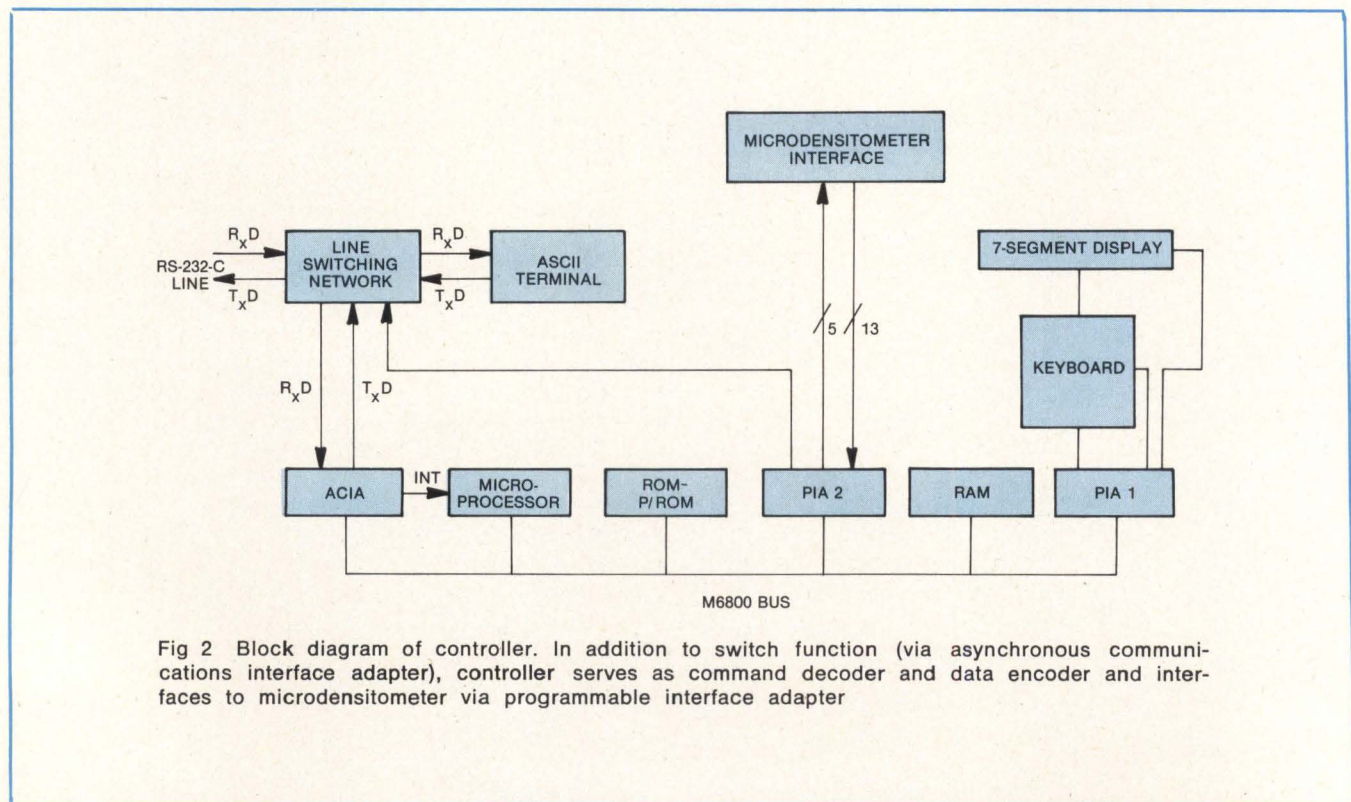 MICRODENSITOMETER
INTERFACE
RxD
RS-232-C
LINE
TxD
LINE
SWITCHING
NETWORK
RxD
TxD
ASCII
TERMINAL
7-SEGMENT DISPLAY
5
13
KEYBOARD
RxD
TxD
ACIA
INT
MICRO-
PROCESSOR
ROM-
P/ROM
PIA 2
RAM
PIA 1
M6800 BUS
Fig 2 Block diagram of controller. In addition to switch function (via asynchronous communi-
cations interface adapter), controller serves as command decoder and data encoder and inter-
faces to microdensitometer via programmable interface adapter